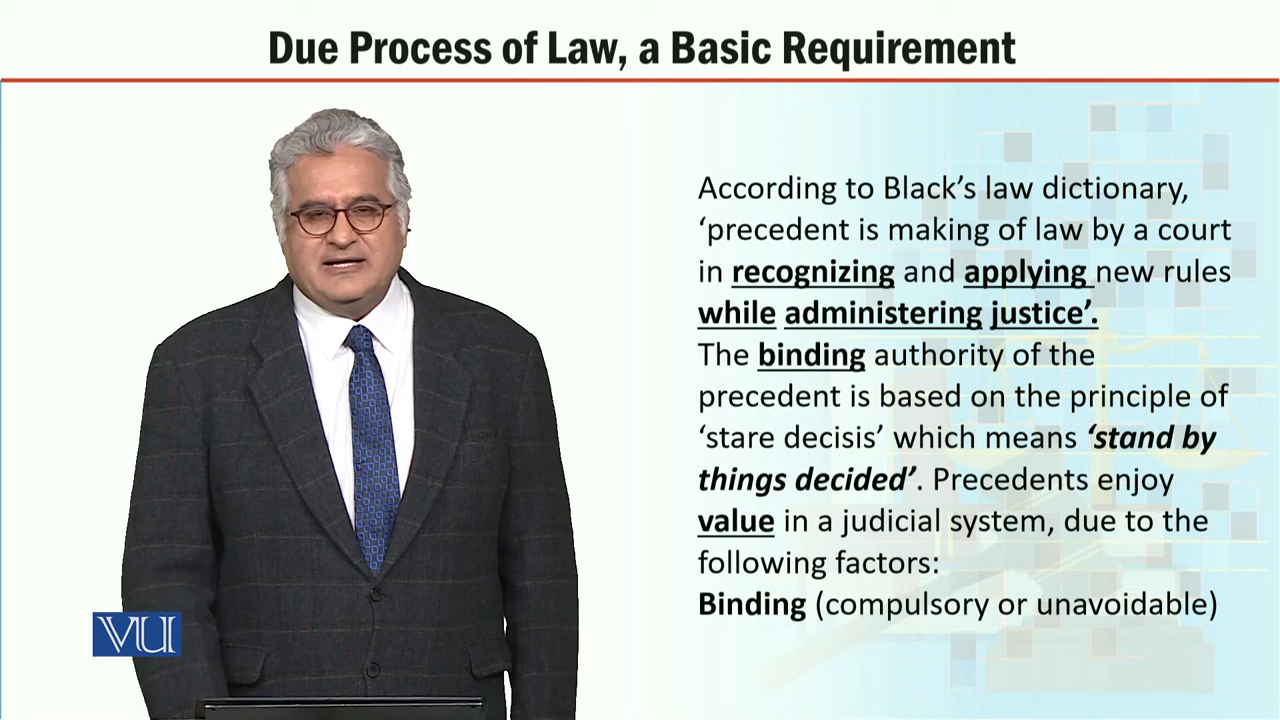 Due Process of Law, a Basic Requirement
According to Black’s law dictionary,
‘precedent is making of law by a court
in recognizing and applying new rules
while administering justice’.
The binding authority of the
precedent is based on the principle of
‘stare decisis’ which means ‘stand by
things decided’. Precedents enjoy
value in a judicial system, due to the
following factors:
Binding (compulsory or unavoidable)
VU